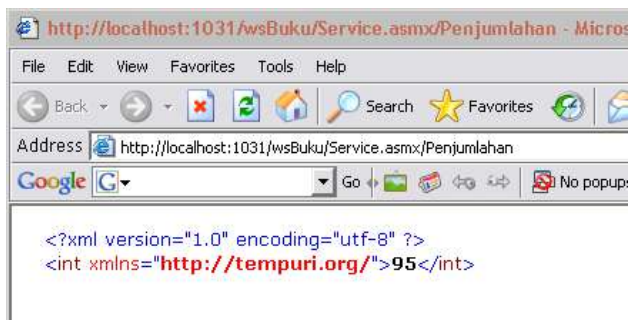 http://localhost:1031/wsBuku/Service.asmx/Penjumlahan - Micros
File Edit View Favorites Tools Help
Back Search Favorites
Address http://localhost:1031/wsBuku/Service.asmx/Penjumlahan
Google G Go No popups
<?xml version="1.0" encoding="utf-8" ?>
<int xmlns="http://tempuri.org/">95</int>